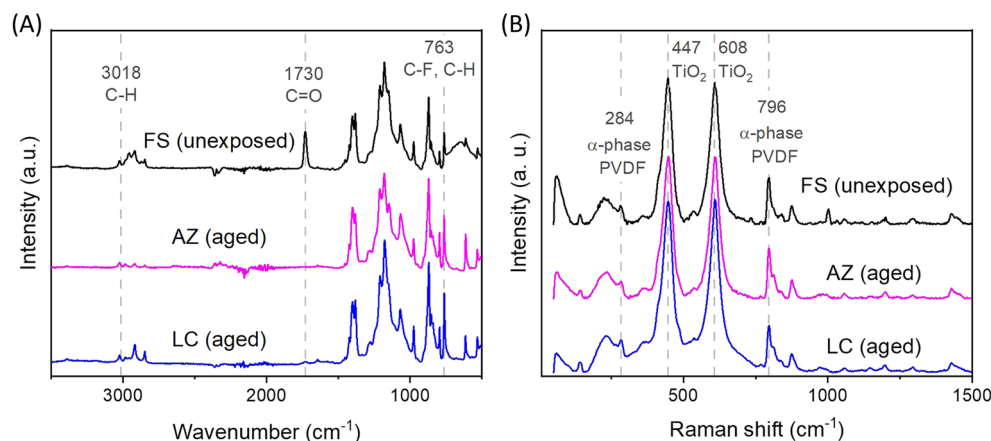 (A)
3018
C-H
1730
C=O
763
C-F, C-H
FS (unexposed)
AZ (aged)
LC (aged)
Intensity (a.u.)
3000
2000
1000
Wavenumber (cm⁻¹)
(B)
447
TiO₂
608
TiO₂
284
α-phase
PVDF
796
α-phase
PVDF
FS (unexposed)
AZ (aged)
LC (aged)
Intensity (a. u.)
500
1000
1500
Raman shift (cm⁻¹)